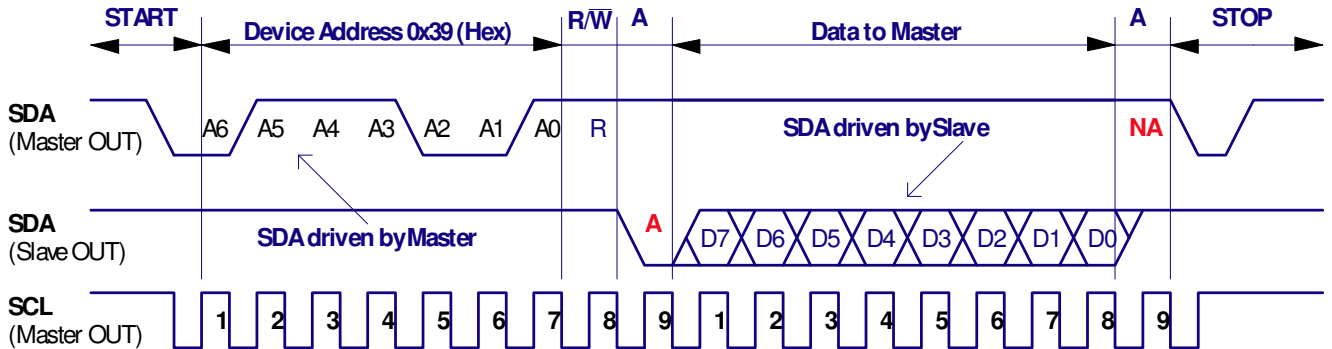 START Device Address 0x39 (Hex) R/W̅ A Data to Master A STOP
SDA
(Master OUT)
A6 A5 A4 A3 A2 A1 A0 R SDA driven by Slave NA
SDA
(Slave OUT)
SDA driven by Master A D7 D6 D5 D4 D3 D2 D1 D0
SCL
(Master OUT)
1 2 3 4 5 6 7 8 9 1 2 3 4 5 6 7 8 9